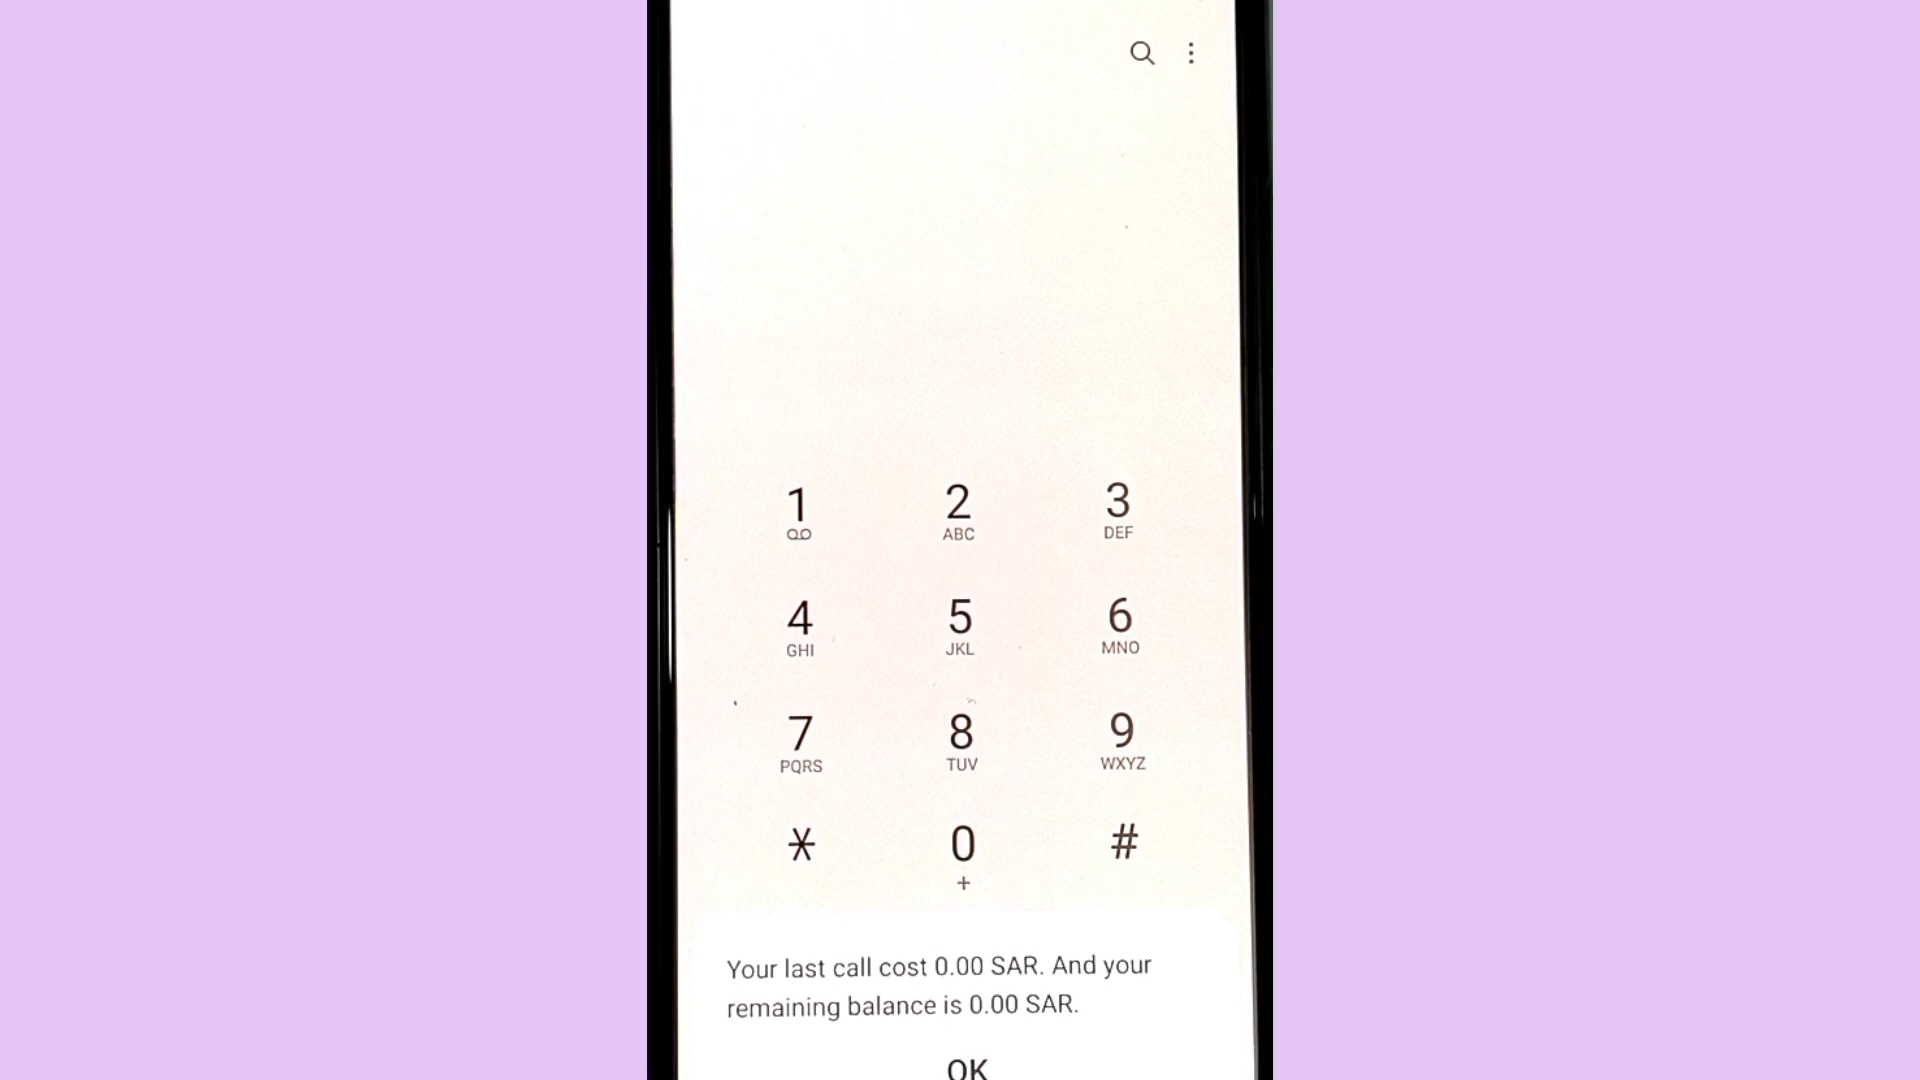 1 2 3
ABC DEF
4 5 6
GHI JKL MNO
7 8 9
PQRS TUV WXYZ
* 0 #
+
Your last call cost 0.00 SAR. And your
remaining balance is 0.00 SAR.
OK